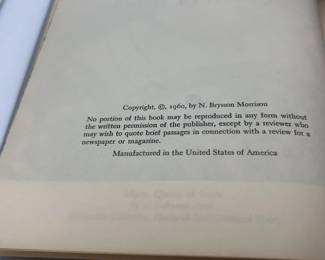 Copyright, ©, 1960, by N. Brysson Morrison
No portion of this book may be reproduced in any form without
the written permission of the publisher, except by a reviewer who
may wish to quote brief passages in connection with a review for a
newspaper or magazine.
Manufactured in the United States of America